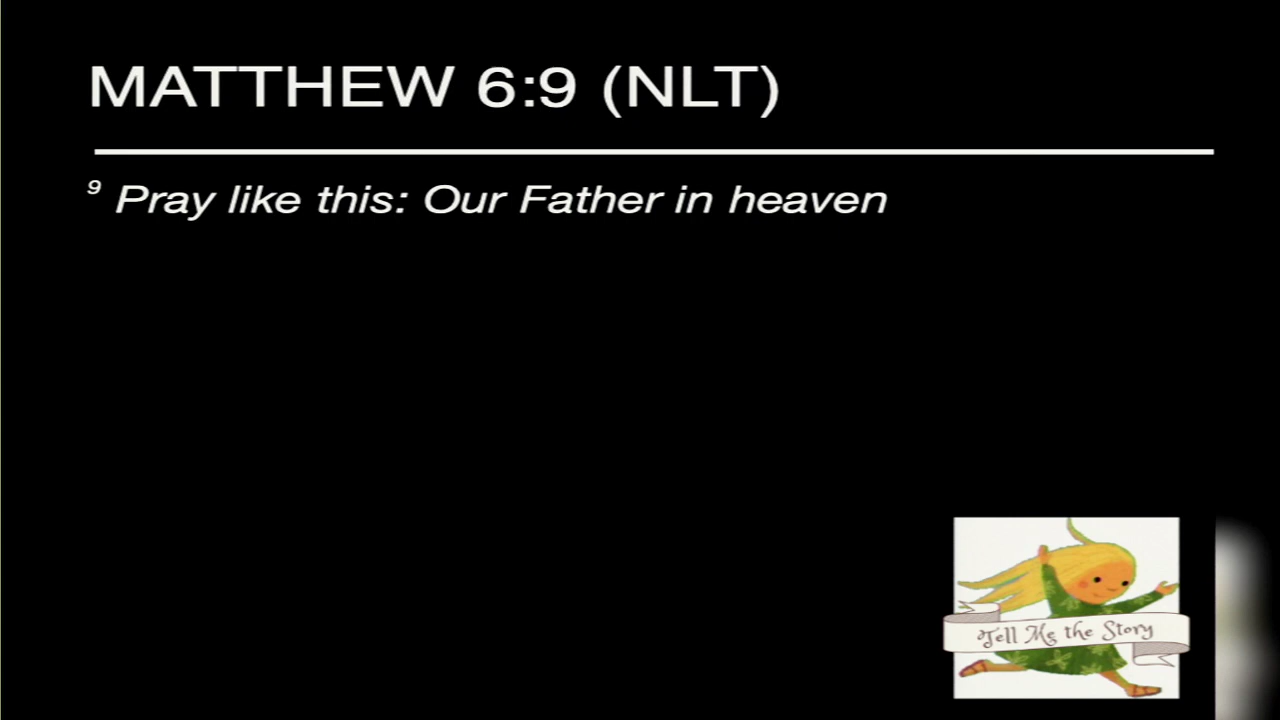 MATTHEW 6:9 (NLT)
⁹ Pray like this: Our Father in heaven
Tell Me the Story